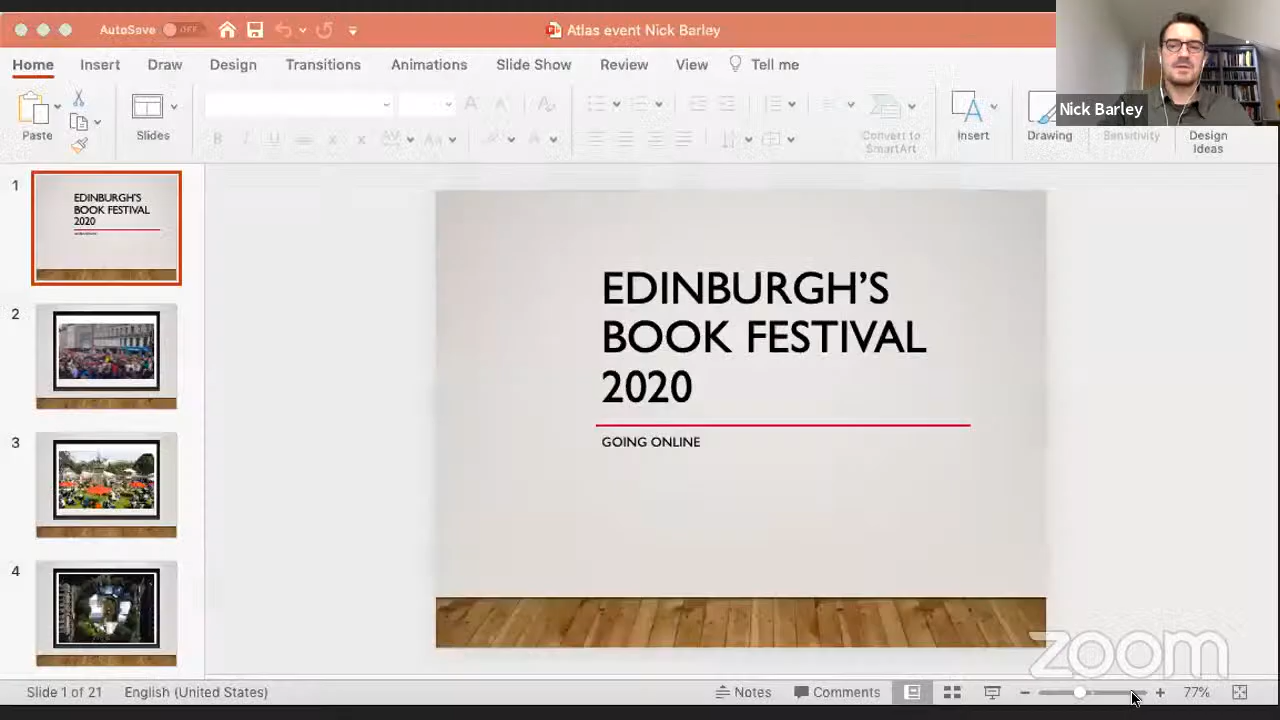 AutoSave OFF
Atlas event Nick Barley
Home Insert Draw Design Transitions Animations Slide Show Review View Tell me
Nick Barley
Paste
Slides
Convert to
SmartArt
Insert
Drawing
Sensitivity
Design
Ideas
1
EDINBURGH'S
BOOK FESTIVAL
2020
2
3
4
EDINBURGH'S
BOOK FESTIVAL
2020
GOING ONLINE
zoom
Slide 1 of 21 English (United States) Notes Comments 77%